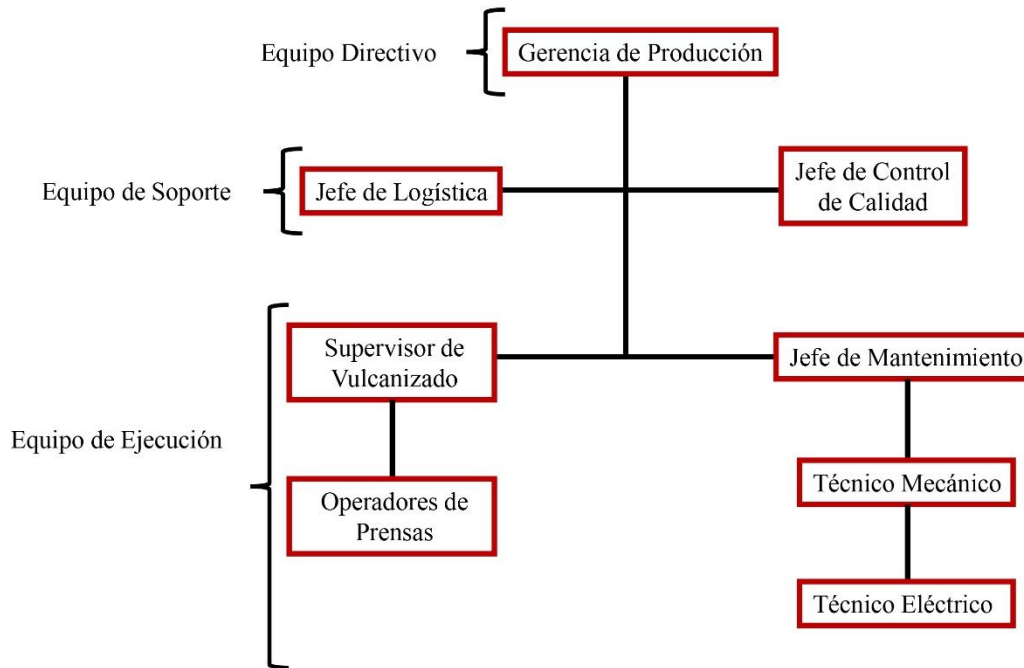 Equipo Directivo
Gerencia de Producción
Equipo de Soporte
Jefe de Logística
Jefe de Control
de Calidad
Equipo de Ejecución
Supervisor de
Vulcanizado
Jefe de Mantenimiento
Operadores de
Prensas
Técnico Mecánico
Técnico Eléctrico